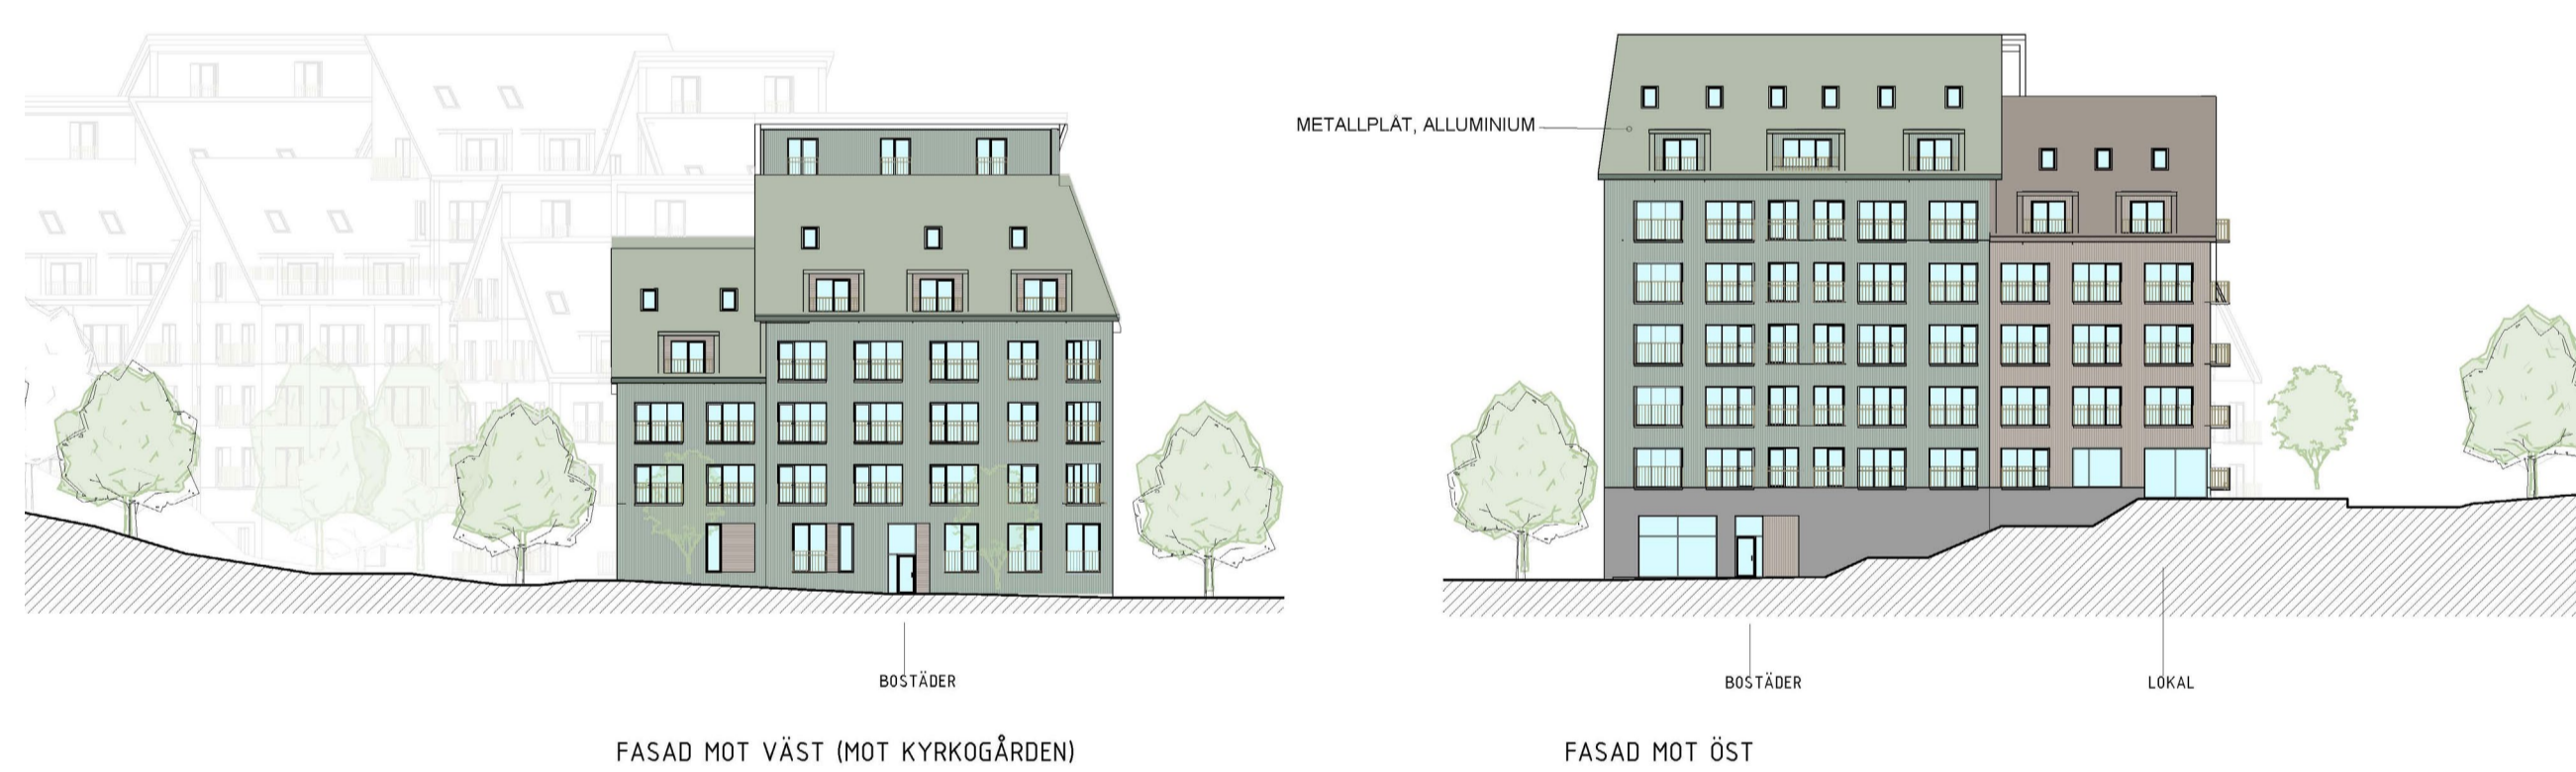 METALLPLÅT, ALLUMINIUM
BOSTÄDER
BOSTÄDER
LOKAL
FASAD MOT VÄST (MOT KYRKOGÅRDEN)
FASAD MOT ÖST